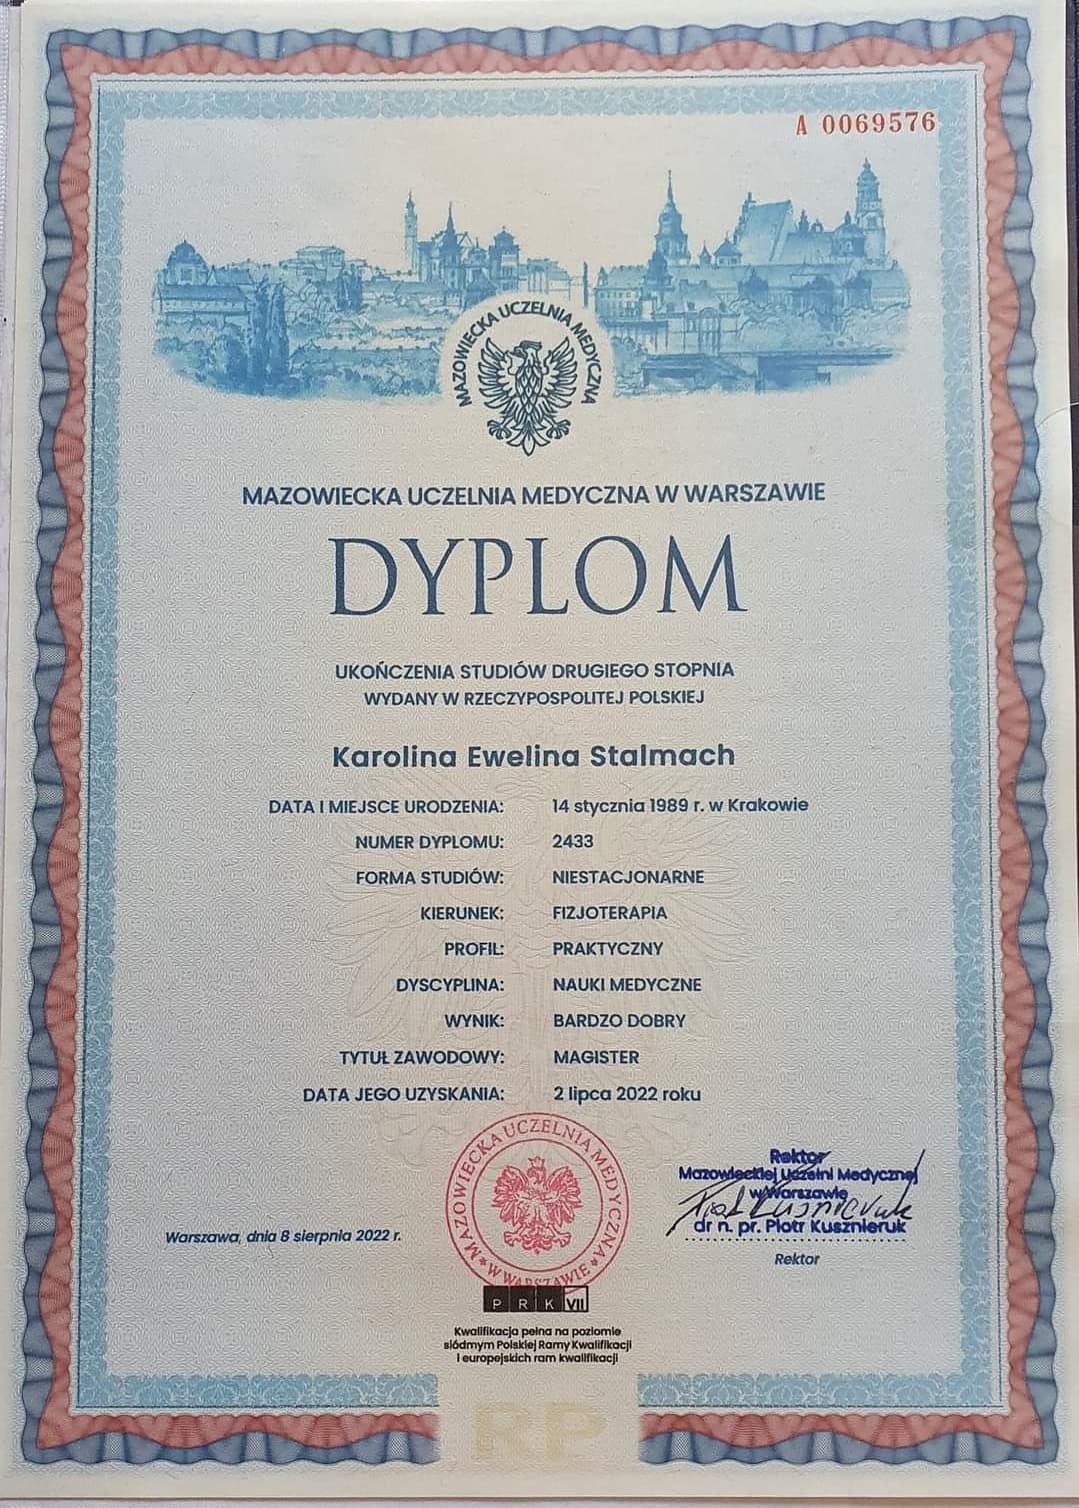 A 0069576
MAZOWIECKA UCZELNIA MEDYCZNA
MAZOWIECKA UCZELNIA MEDYCZNA W WARSZAWIE
DYPLOM
UKOŃCZENIA STUDIÓW DRUGIEGO STOPNIA
WYDANY W RZECZYPOSPOLITEJ POLSKIEJ
Karolina Ewelina Stalmach
DATA I MIEJSCE URODZENIA: 14 stycznia 1989 r. w Krakowie
NUMER DYPLOMU: 2433
FORMA STUDIÓW: NIESTACJONARNE
KIERUNEK: FIZJOTERAPIA
PROFIL: PRAKTYCZNY
DYSCYPLINA: NAUKI MEDYCZNE
WYNIK: BARDZO DOBRY
TYTUŁ ZAWODOWY: MAGISTER
DATA JEGO UZYSKANIA: 2 lipca 2022 roku
MAZOWIECKA UCZELNIA MEDYCZNA * W WARSZAWIE *
Rektor
Mazowieckiej Uczelni Medycznej
w Warszawie
Piotr Kusznieruk
dr n. pr. Piotr Kusznieruk
Warszawa, dnia 8 sierpnia 2022 r.
Rektor
PRK VII
Kwalifikacja pełna na poziomie
siódmym Polskiej Ramy Kwalifikacji
i europejskich ram kwalifikacji
RP